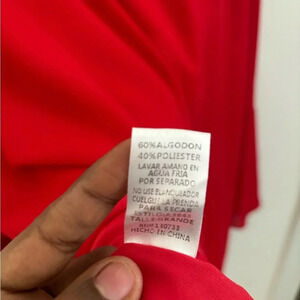 60%ALGODON
40%POLIESTER
LAVAR AMANO EN
AGUA FRIA
POR SEPARADO
NO USE BLANQUEADOR
CUELGUE LA PRENDA
PARA SECAR
TALLE:GRANDE
HECHO EN CHINA